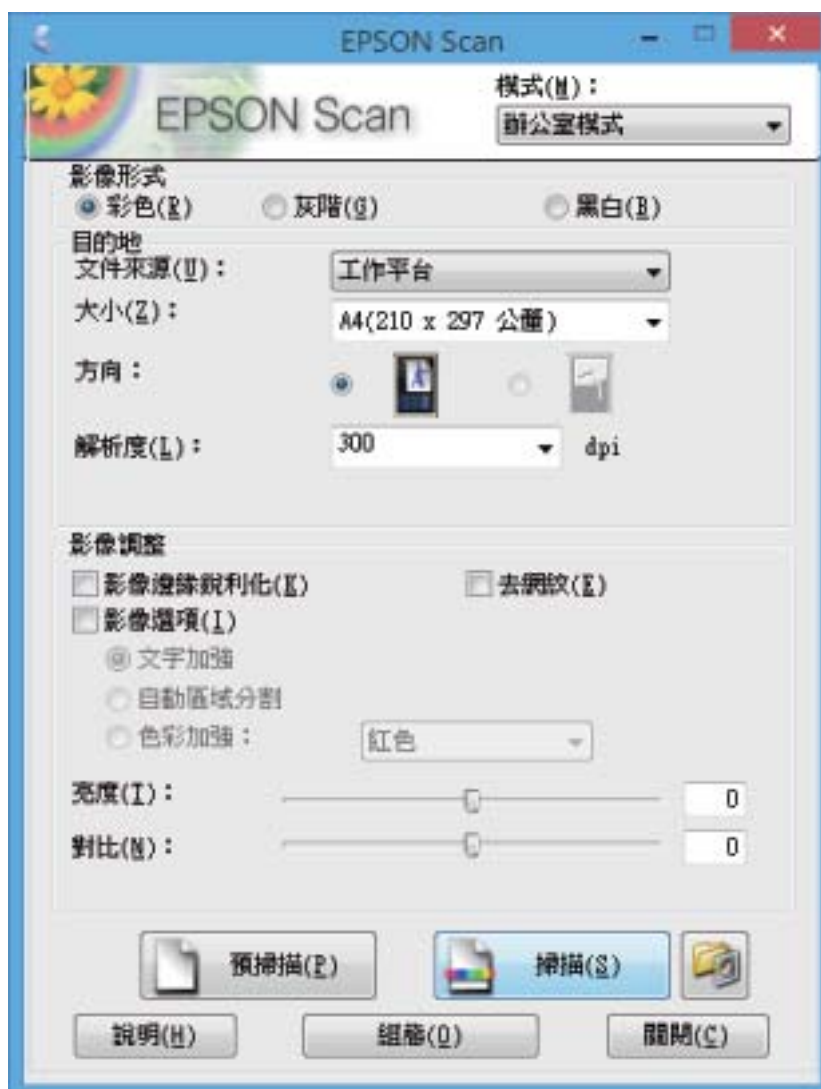 EPSON Scan
EPSON Scan
模式(M)：
辦公室模式
影像形式
彩色(R) 灰階(G) 黑白(B)
目的地
文件來源(U)： 工作平台
大小(Z)： A4(210 x 297 公釐)
方向：
解析度(L)： 300 dpi
影像調整
影像邊緣銳利化(K) 去網紋(E)
影像選項(I)
文字加強
自動區域分割
色彩加強： 紅色
亮度(T)： 0
對比(N)： 0
預掃描(P) 掃描(S)
說明(H) 組態(O) 關閉(C)